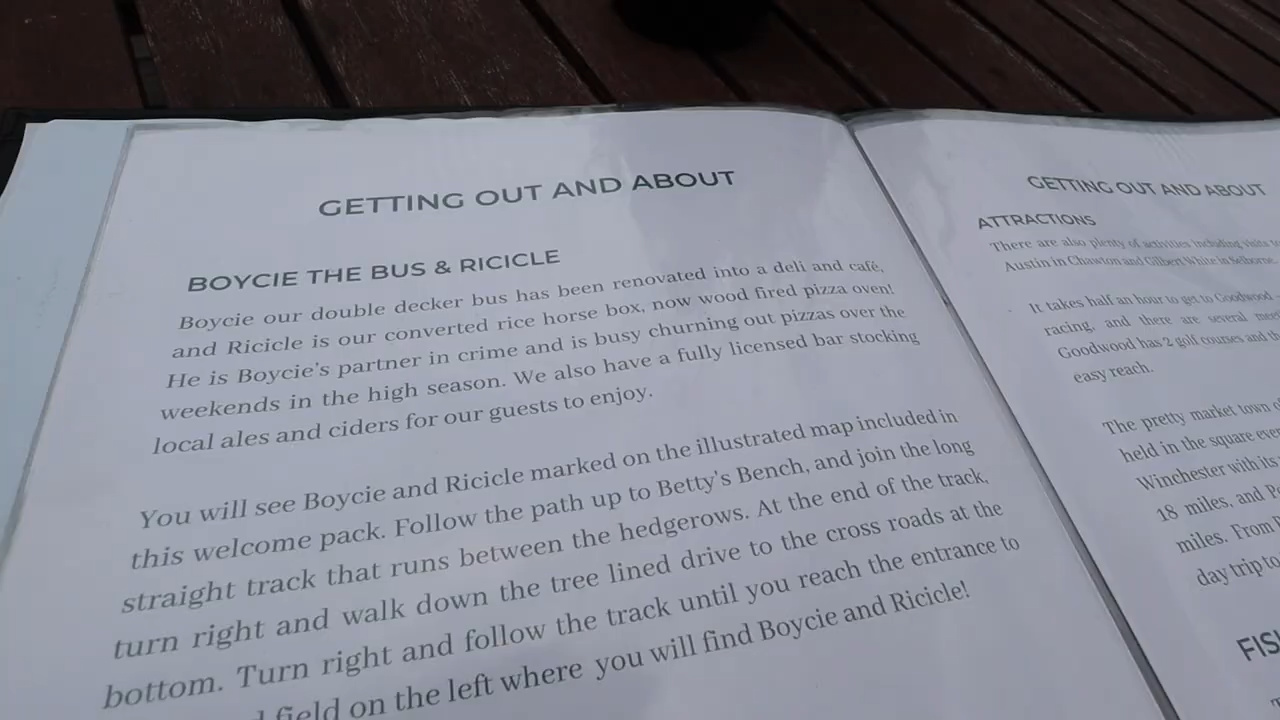 GETTING OUT AND ABOUT
BOYCIE THE BUS & RICICLE
Boycie our double decker bus has been renovated into a deli and café,
and Ricicle is our converted rice horse box, now wood fired pizza oven!
He is Boycie's partner in crime and is busy churning out pizzas over the
weekends in the high season. We also have a fully licensed bar stocking
local ales and ciders for our guests to enjoy.
You will see Boycie and Ricicle marked on the illustrated map included in
this welcome pack. Follow the path up to Betty's Bench, and join the long
straight track that runs between the hedgerows. At the end of the track,
turn right and walk down the tree lined drive to the cross roads at the
bottom. Turn right and follow the track until you reach the entrance to
field on the left where you will find Boycie and Ricicle!
GETTING OUT AND ABOUT
ATTRACTIONS
There are also plenty of activities including visits
Austin in Chawton and Gilbert White in Selborne.
It takes half an hour to get to Goodwood
racing, and there are several
Goodwood has 2 golf courses and
easy reach.
The pretty market town
held in the square
Winchester with its
18 miles, and
miles. From
day trip to